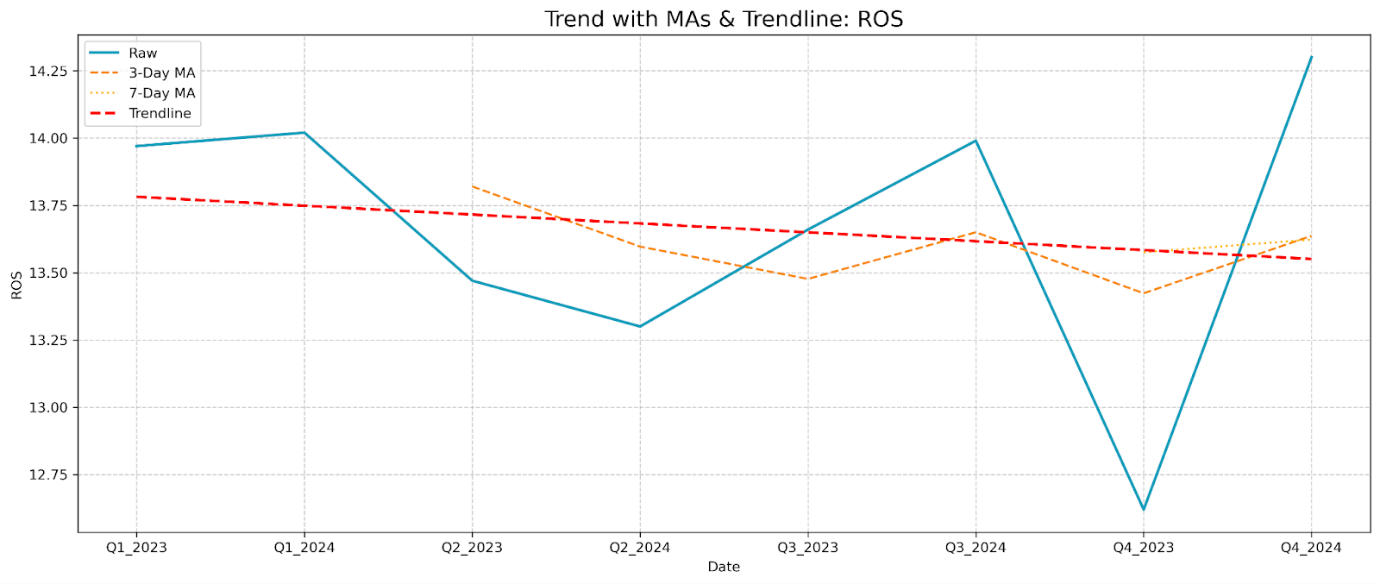 Trend with MAs & Trendline: ROS
Raw
3-Day MA
7-Day MA
Trendline
14.25
14.00
13.75
13.50
13.25
13.00
12.75
ROS
Q1_2023 Q1_2024 Q2_2023 Q2_2024 Q3_2023 Q3_2024 Q4_2023 Q4_2024
Date